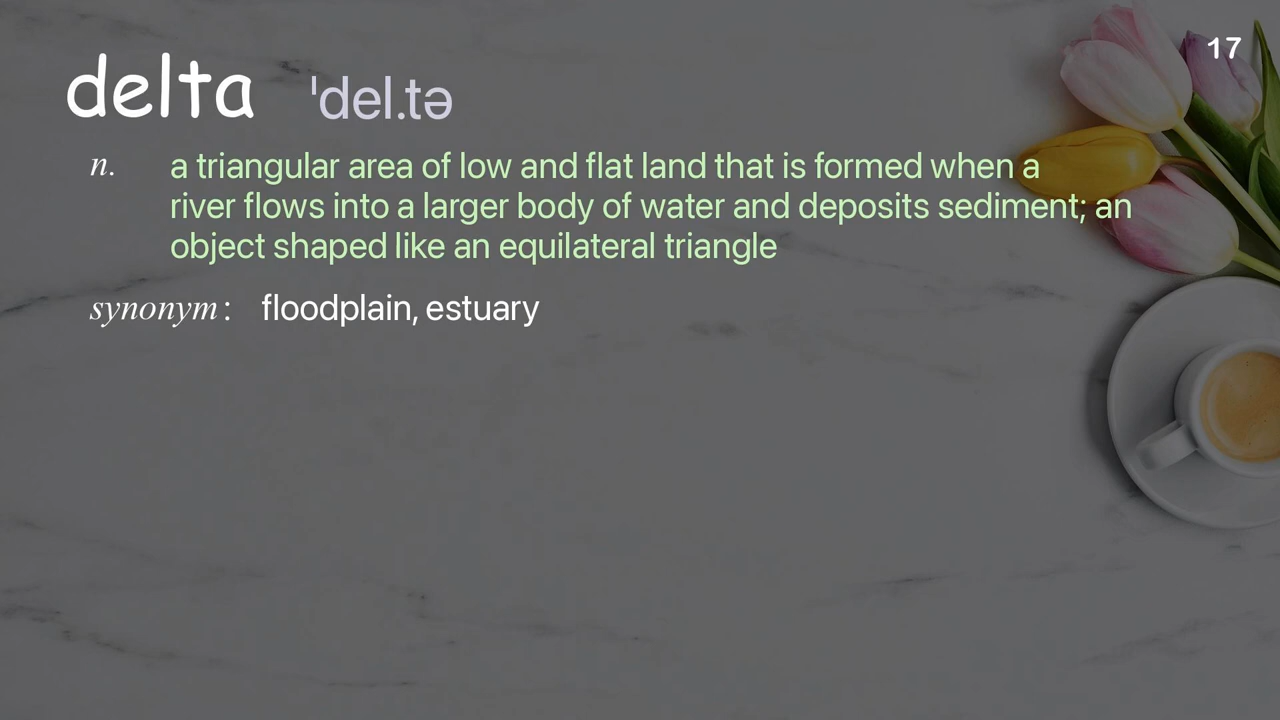 17
delta ˈdel.tə
n. a triangular area of low and flat land that is formed when a
river flows into a larger body of water and deposits sediment; an
object shaped like an equilateral triangle
synonym: floodplain, estuary